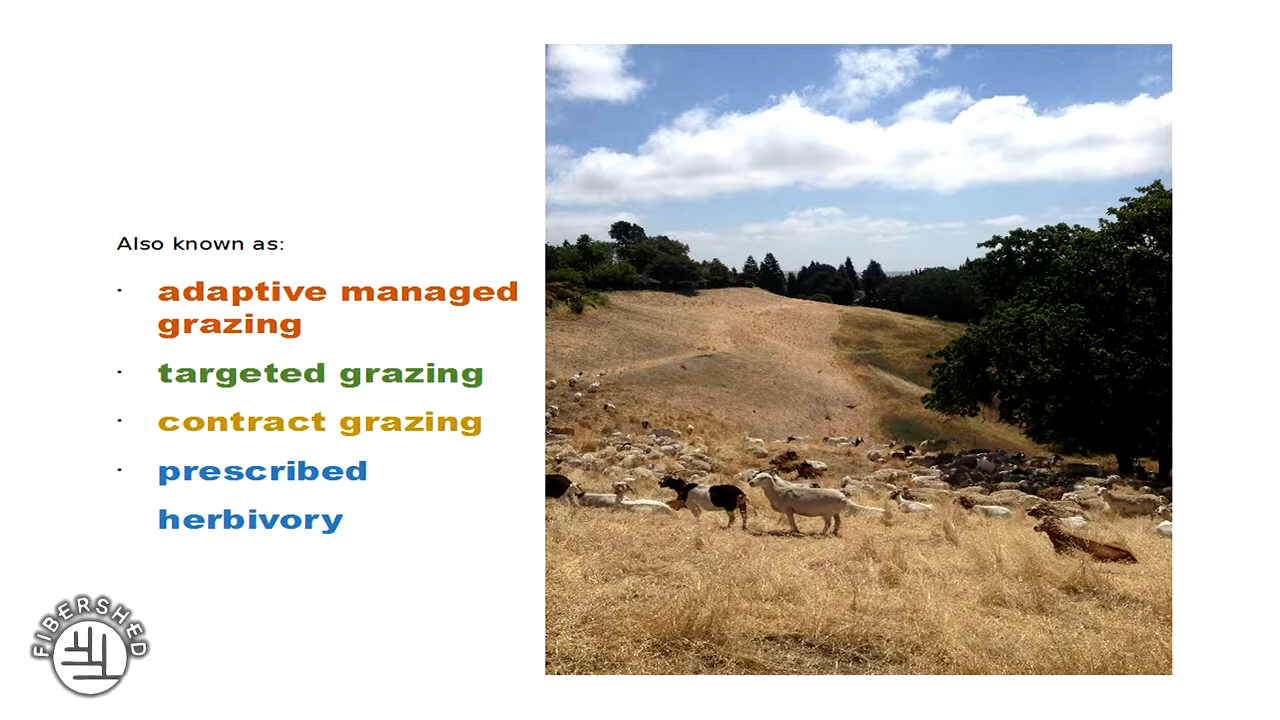 Also known as:
· adaptive managed
grazing
· targeted grazing
· contract grazing
· prescribed
herbivory
FIBERSHED